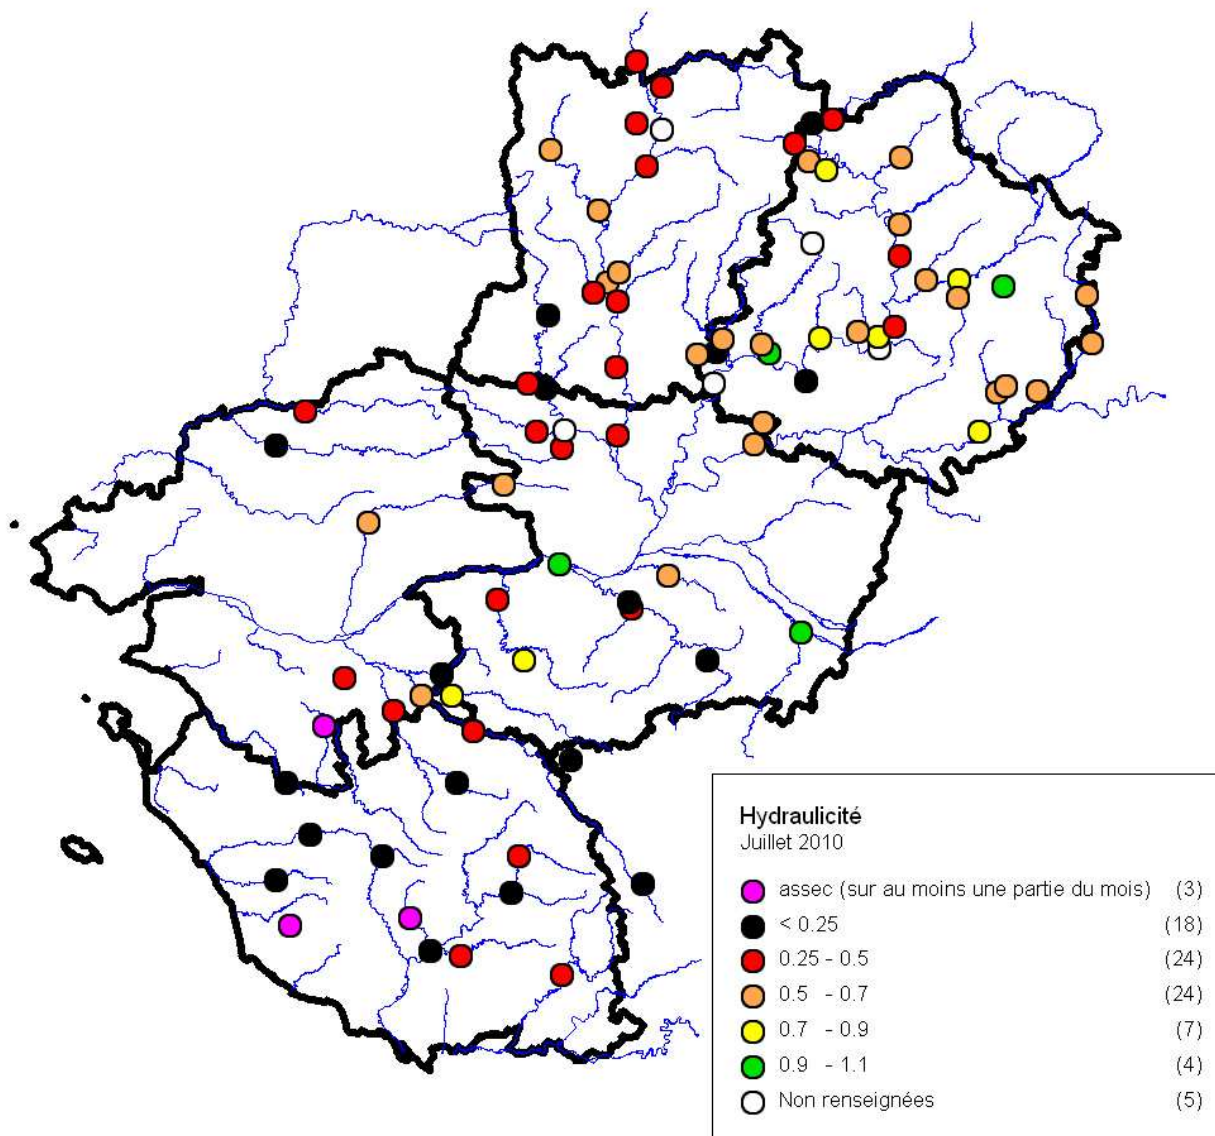 Hydraulicité
Juillet 2010
assec (sur au moins une partie du mois) (3)
< 0.25 (18)
0.25 - 0.5 (24)
0.5 - 0.7 (24)
0.7 - 0.9 (7)
0.9 - 1.1 (4)
Non renseignées (5)